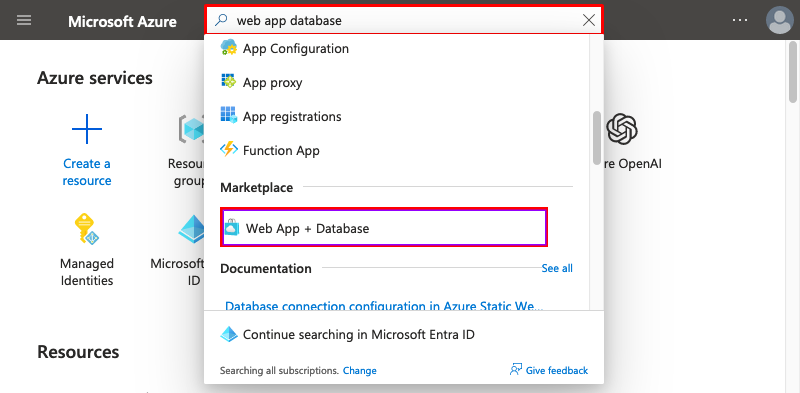 Microsoft Azure
web app database
Azure services
Create a
resource
Resour
group
re OpenAI
Managed
Identities
Microsoft
ID
Resources
App Configuration
App proxy
App registrations
Function App
Marketplace
Web App + Database
Documentation
See all
Database connection configuration in Azure Static We...
Continue searching in Microsoft Entra ID
Searching all subscriptions. Change
Give feedback